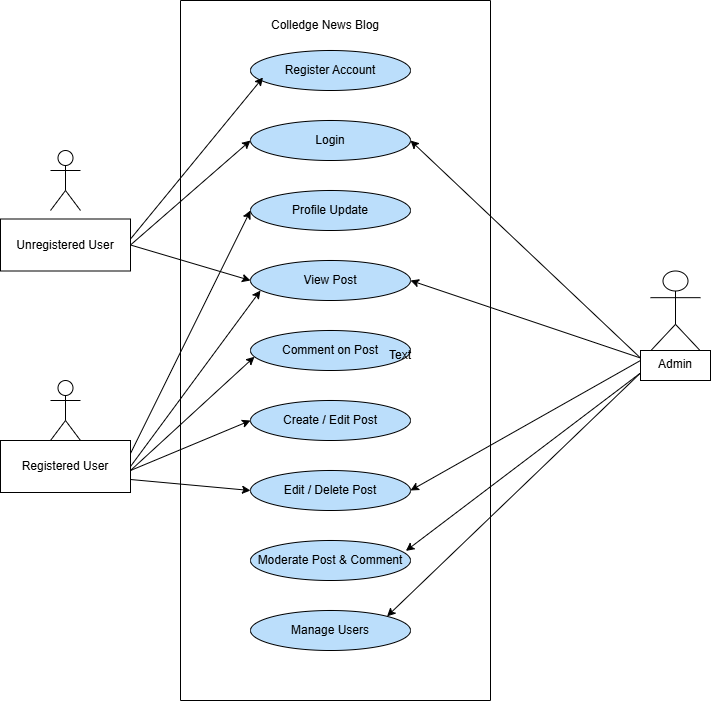 Colledge News Blog
Register Account
Login
Profile Update
Unregistered User
View Post
Comment on Post
Text
Admin
Create / Edit Post
Registered User
Edit / Delete Post
Moderate Post & Comment
Manage Users